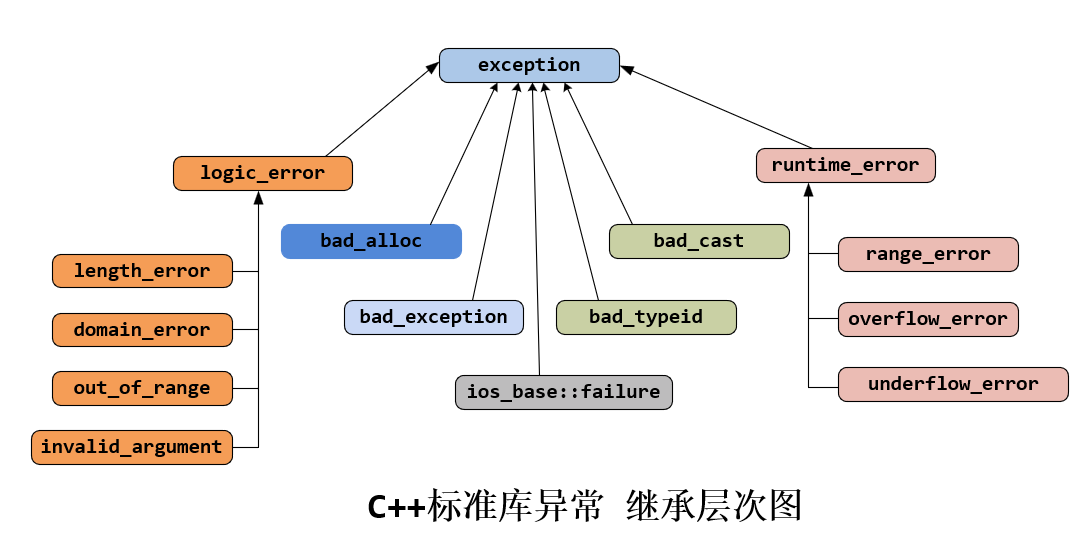 exception
logic_error
runtime_error
bad_alloc
bad_cast
length_error
range_error
bad_exception
bad_typeid
domain_error
overflow_error
out_of_range
ios_base::failure
underflow_error
invalid_argument
C++标准库异常 继承层次图